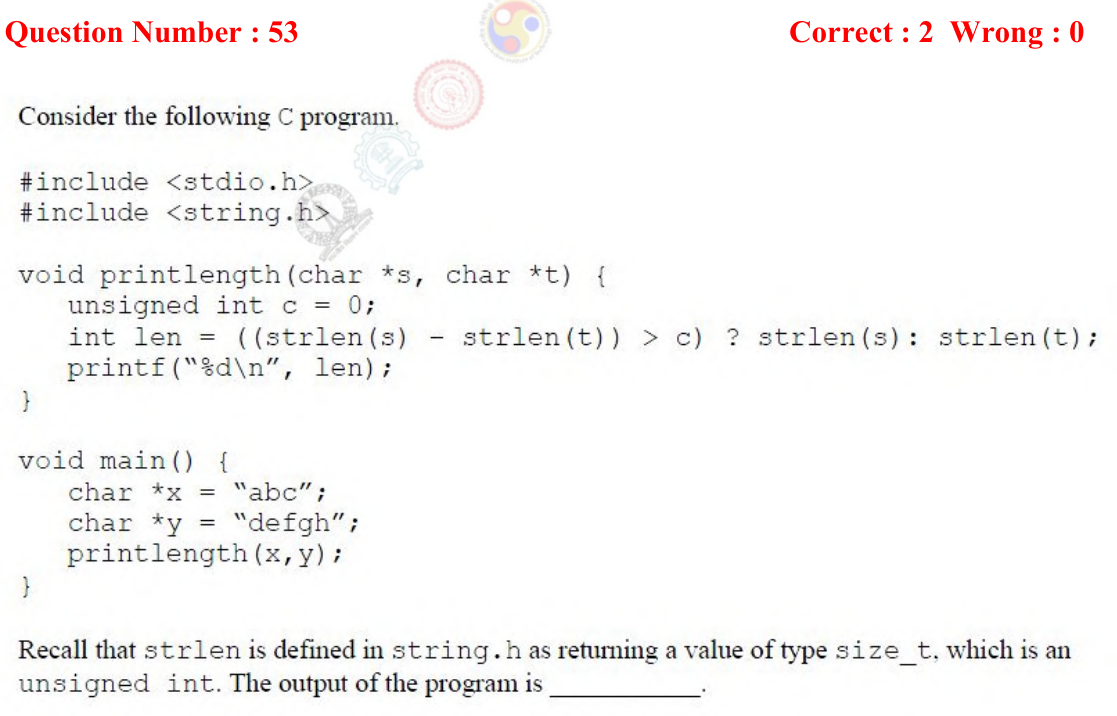 Question Number : 53 Correct : 2 Wrong : 0
Consider the following C program.
#include <stdio.h>
#include <string.h>
void printlength(char *s, char *t) {
unsigned int c = 0;
int len = ((strlen(s) - strlen(t)) > c) ? strlen(s): strlen(t);
printf(“%d\n”, len);
}
void main() {
char *x = “abc”;
char *y = “defgh”;
printlength(x,y);
}
Recall that strlen is defined in string.h as returning a value of type size_t, which is an
unsigned int. The output of the program is ___________.